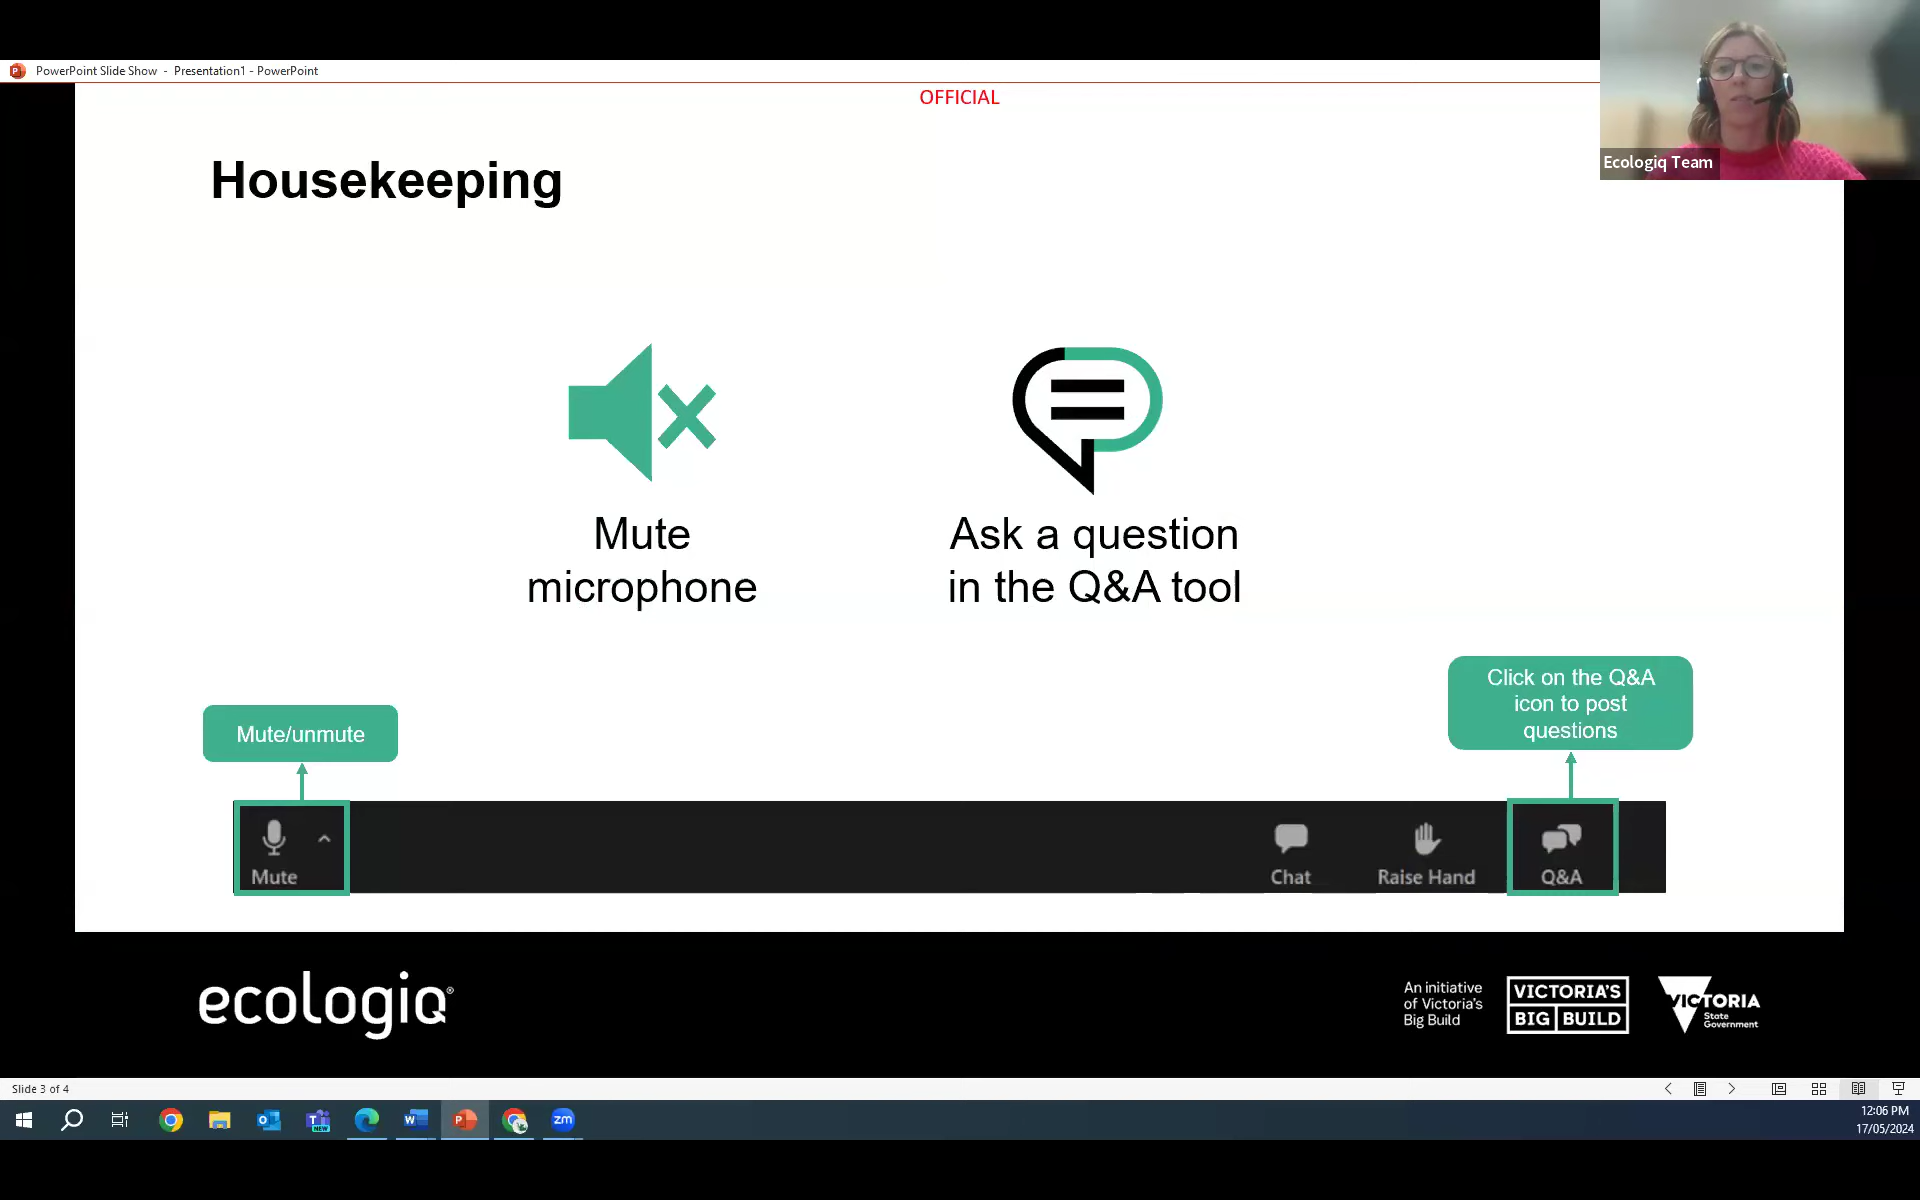 PowerPoint Slide Show - Presentation1 - PowerPoint
OFFICIAL
Ecologiq Team
Housekeeping
Mute
microphone
Ask a question
in the Q&A tool
Click on the Q&A
icon to post
questions
Mute/unmute
Mute
Chat
Raise Hand
Q&A
ecologiq®
An initiative
of Victoria's
Big Build
VICTORIA'S
BIG BUILD
VICTORIA
State
Government
Slide 3 of 4
NEW
zm
12:06 PM
17/05/2024